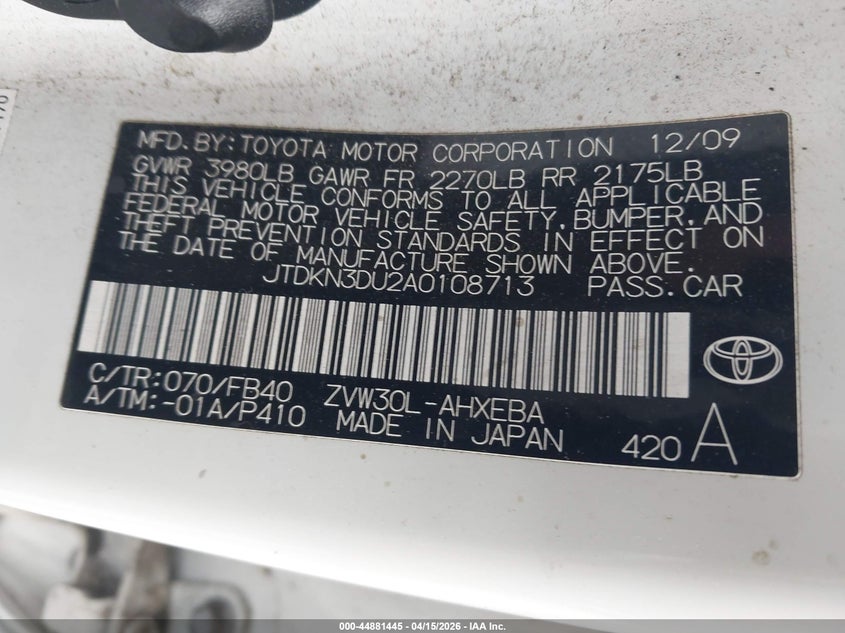 MFD. BY: TOYOTA MOTOR CORPORATION 12/09
GVWR 3980LB GAWR FR 2270LB RR 2175LB
THIS VEHICLE CONFORMS TO ALL APPLICABLE
FEDERAL MOTOR VEHICLE SAFETY, BUMPER, AND
THEFT PREVENTION STANDARDS IN EFFECT ON
THE DATE OF MANUFACTURE SHOWN ABOVE.
JTDKN3DU2A0108713 PASS. CAR
C/TR: 070/FB40 ZVW30L-AHXEBA
A/TM: -01A/P410 MADE IN JAPAN 420 A
000-44881445 - 04/15/2026 - IAA Inc.